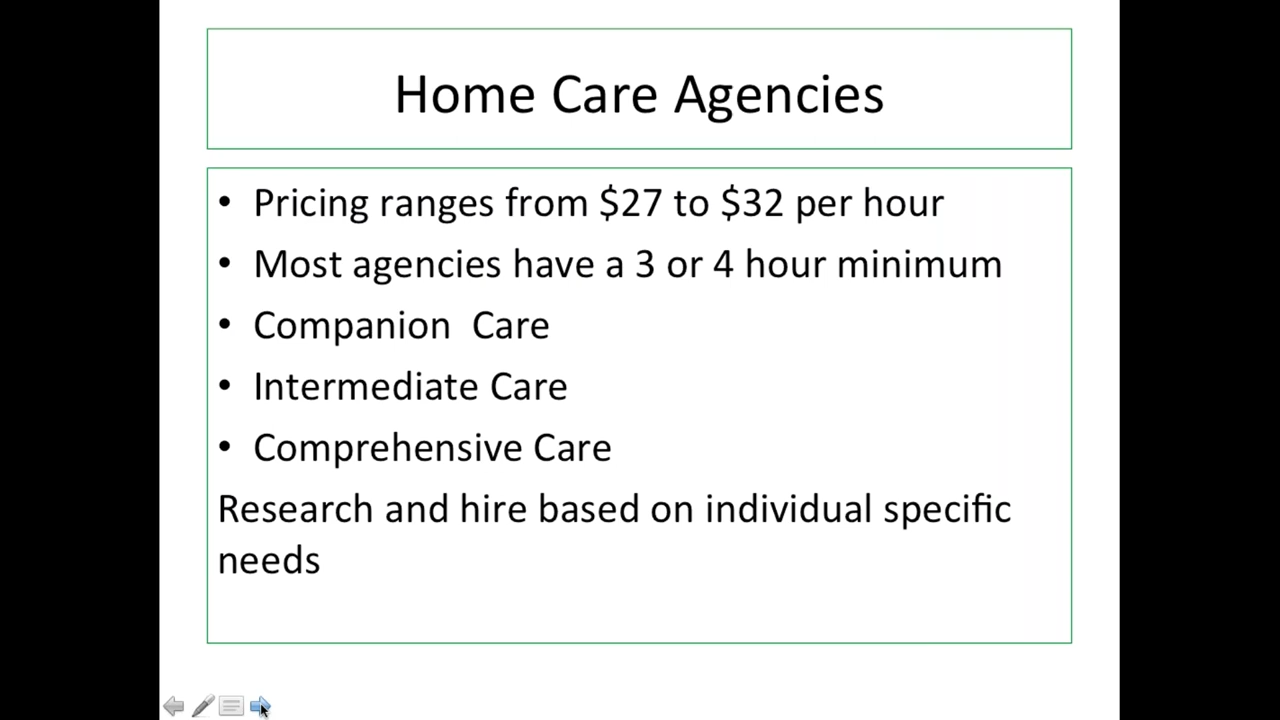 Home Care Agencies
• Pricing ranges from $27 to $32 per hour
• Most agencies have a 3 or 4 hour minimum
• Companion  Care
• Intermediate Care
• Comprehensive Care
Research and hire based on individual specific
needs